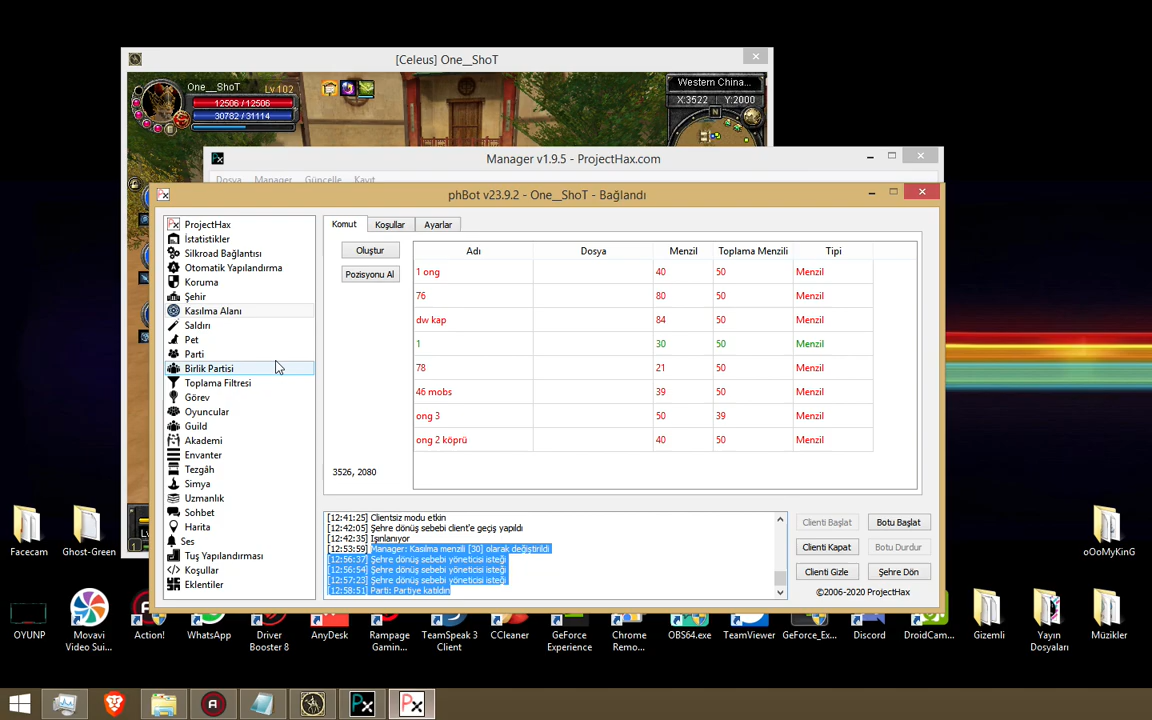 [Celeus] One__ShoT
One__ShoT
Lv 102
12506 / 12506
30782 / 31114
Western China...
X:3522 Y:2000
N
Manager v1.9.5 - ProjectHax.com
Dosya Manager Güncelle Kayıt
phBot v23.9.2 - One__ShoT - Bağlandı
ProjectHax
İstatistikler
Silkroad Bağlantısı
Otomatik Yapılandırma
Koruma
Şehir
Kasılma Alanı
Saldırı
Pet
Parti
Birlik Partisi
Toplama Filtresi
Görev
Oyuncular
Guild
Akademi
Envanter
Tezgâh
Simya
Uzmanlık
Sohbet
Harita
Ses
Tuş Yapılandırması
Koşullar
Eklentiler
Komut Koşullar Ayarlar
Oluştur
Pozisyonu Al
Adı Dosya Menzil Toplama Menzili Tipi
1 ong 40 50 Menzil
76 80 50 Menzil
dw kap 84 50 Menzil
1 30 50 Menzil
78 21 50 Menzil
46 mobs 39 50 Menzil
ong 3 50 39 Menzil
ong 2 köprü 40 50 Menzil
3526, 2080
[12:41:25] Clientsiz modu etkin
[12:42:05] Şehre dönüş sebebi client'e geçiş yapıldı
[12:42:35] Işınlanıyor
[12:53:59] Manager: Kasılma menzili [30] olarak değiştirildi
[12:56:37] Şehre dönüş sebebi yöneticisi isteği
[12:56:54] Şehre dönüş sebebi yöneticisi isteği
[12:57:23] Şehre dönüş sebebi yöneticisi isteği
[12:58:51] Parti: Partiye katıldın
Clienti Başlat Botu Başlat
Clienti Kapat Botu Durdur
Clienti Gizle Şehre Dön
©2006-2020 ProjectHax
Facecam
Ghost-Green
oOoMyKinG
OYUNP
Movavi Video Sui...
Action!
WhatsApp
Driver Booster 8
AnyDesk
Rampage Gamin...
TeamSpeak 3 Client
CCleaner
GeForce Experience
Chrome Remo...
OBS64.exe
TeamViewer
GeForce_Ex...
Discord
DroidCam...
Gizemli
Yayın Dosyaları
Müzikler